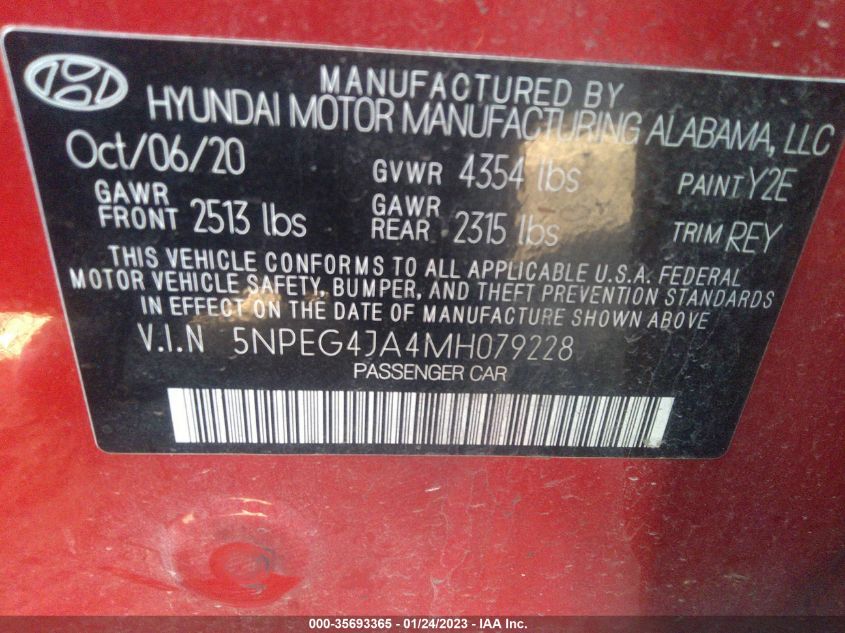 MANUFACTURED BY
HYUNDAI MOTOR MANUFACTURING ALABAMA, LLC
Oct/06/20 GVWR 4354 lbs PAINT Y2E
GAWR FRONT 2513 lbs GAWR REAR 2315 lbs TRIM REY
THIS VEHICLE CONFORMS TO ALL APPLICABLE U.S.A. FEDERAL
MOTOR VEHICLE SAFETY, BUMPER, AND THEFT PREVENTION STANDARDS
IN EFFECT ON THE DATE OF MANUFACTURE SHOWN ABOVE.
V.I.N 5NPEG4JA4MH079228
PASSENGER CAR
000-35693365 - 01/24/2023 - IAA Inc.